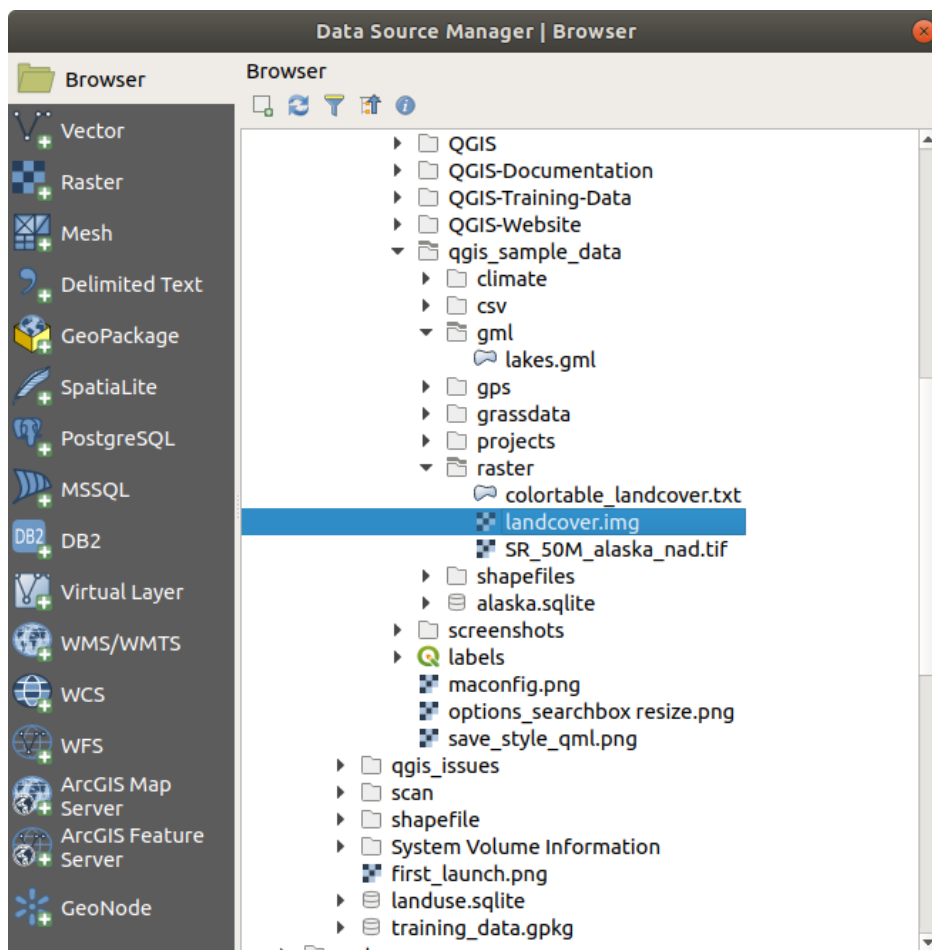 Data Source Manager | Browser
Browser
Vector
Raster
Mesh
Delimited Text
GeoPackage
SpatiaLite
PostgreSQL
MSSQL
DB2
DB2
Virtual Layer
WMS/WMTS
WCS
WFS
ArcGIS Map
Server
ArcGIS Feature
Server
GeoNode
Browser
QGIS
QGIS-Documentation
QGIS-Training-Data
QGIS-Website
qgis_sample_data
climate
csv
gml
lakes.gml
gps
grassdata
projects
raster
colortable_landcover.txt
landcover.img
SR_50M_alaska_nad.tif
shapefiles
alaska.sqlite
screenshots
labels
maconfig.png
options_searchbox resize.png
save_style_qml.png
qgis_issues
scan
shapefile
System Volume Information
first_launch.png
landuse.sqlite
training_data.gpkg